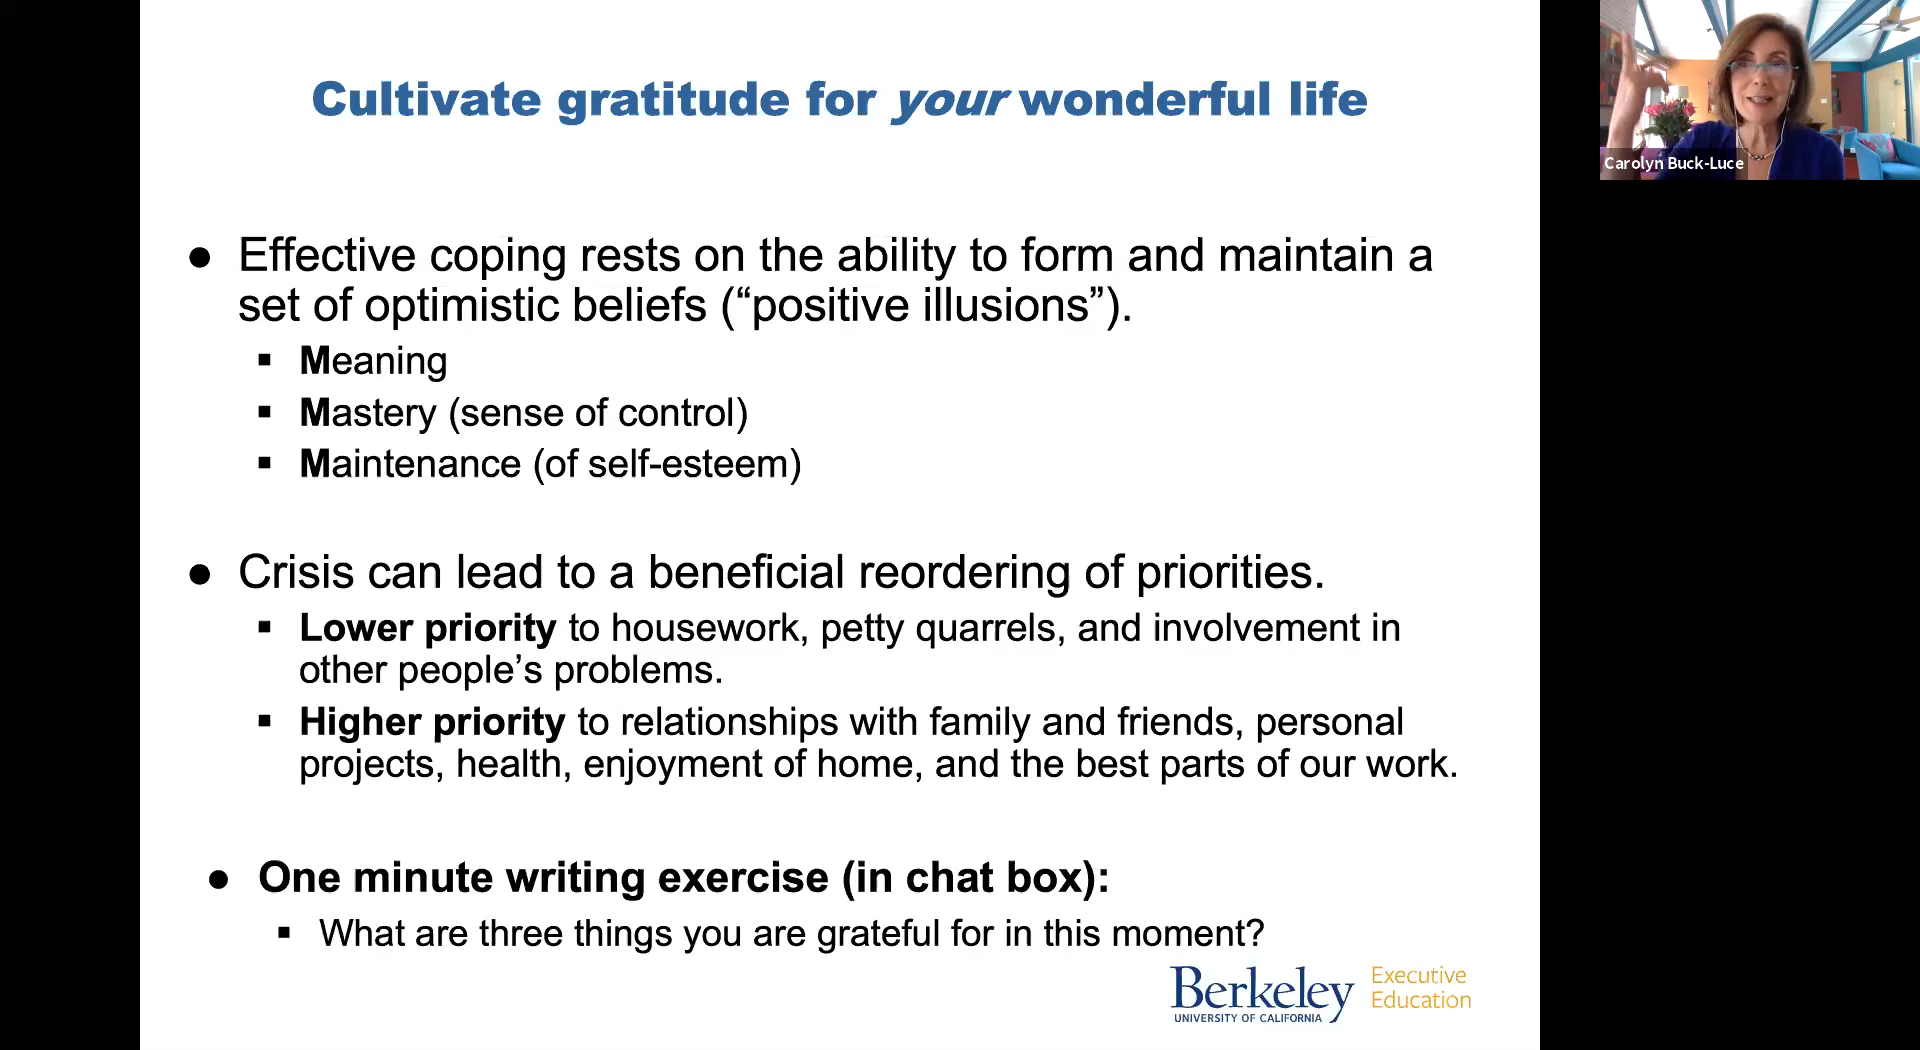 Cultivate gratitude for your wonderful life
● Effective coping rests on the ability to form and maintain a
set of optimistic beliefs (“positive illusions”).
▪ Meaning
▪ Mastery (sense of control)
▪ Maintenance (of self-esteem)
● Crisis can lead to a beneficial reordering of priorities.
▪ Lower priority to housework, petty quarrels, and involvement in
other people’s problems.
▪ Higher priority to relationships with family and friends, personal
projects, health, enjoyment of home, and the best parts of our work.
● One minute writing exercise (in chat box):
▪ What are three things you are grateful for in this moment?
Berkeley
UNIVERSITY OF CALIFORNIA
Executive
Education
Carolyn Buck-Luce